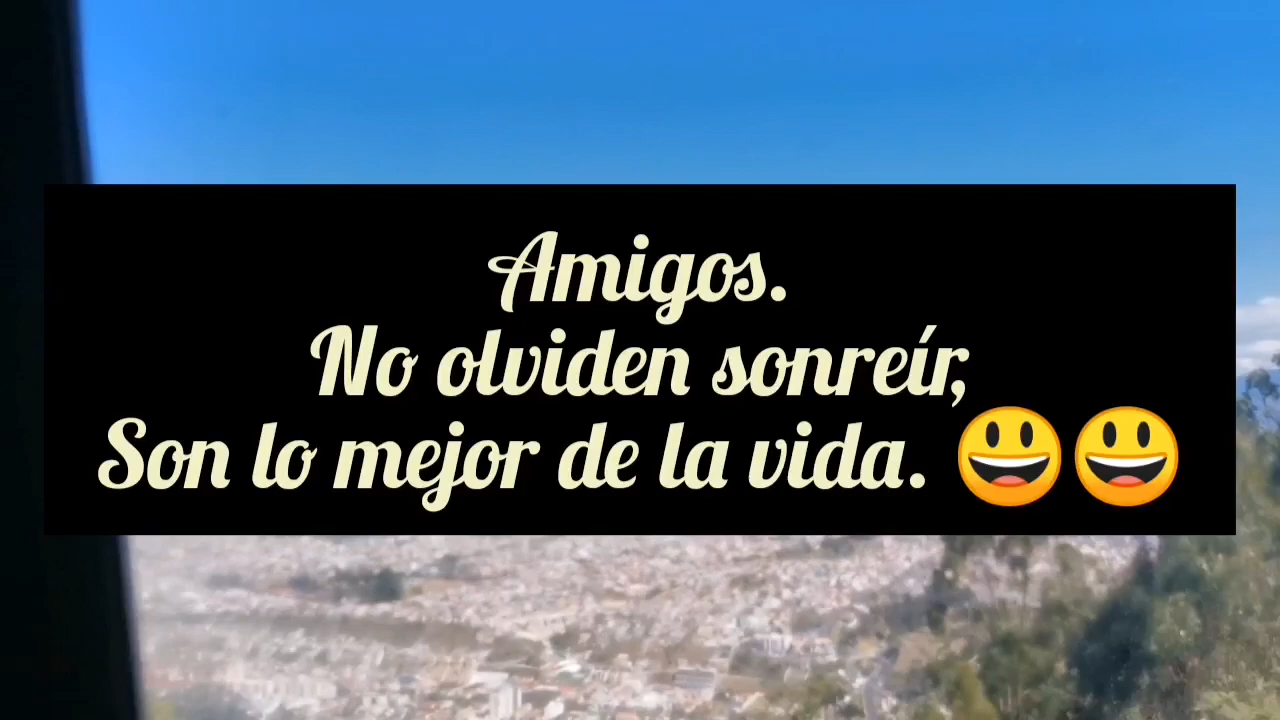 Amigos.
No olviden sonreír,
Son lo mejor de la vida. 😃😃